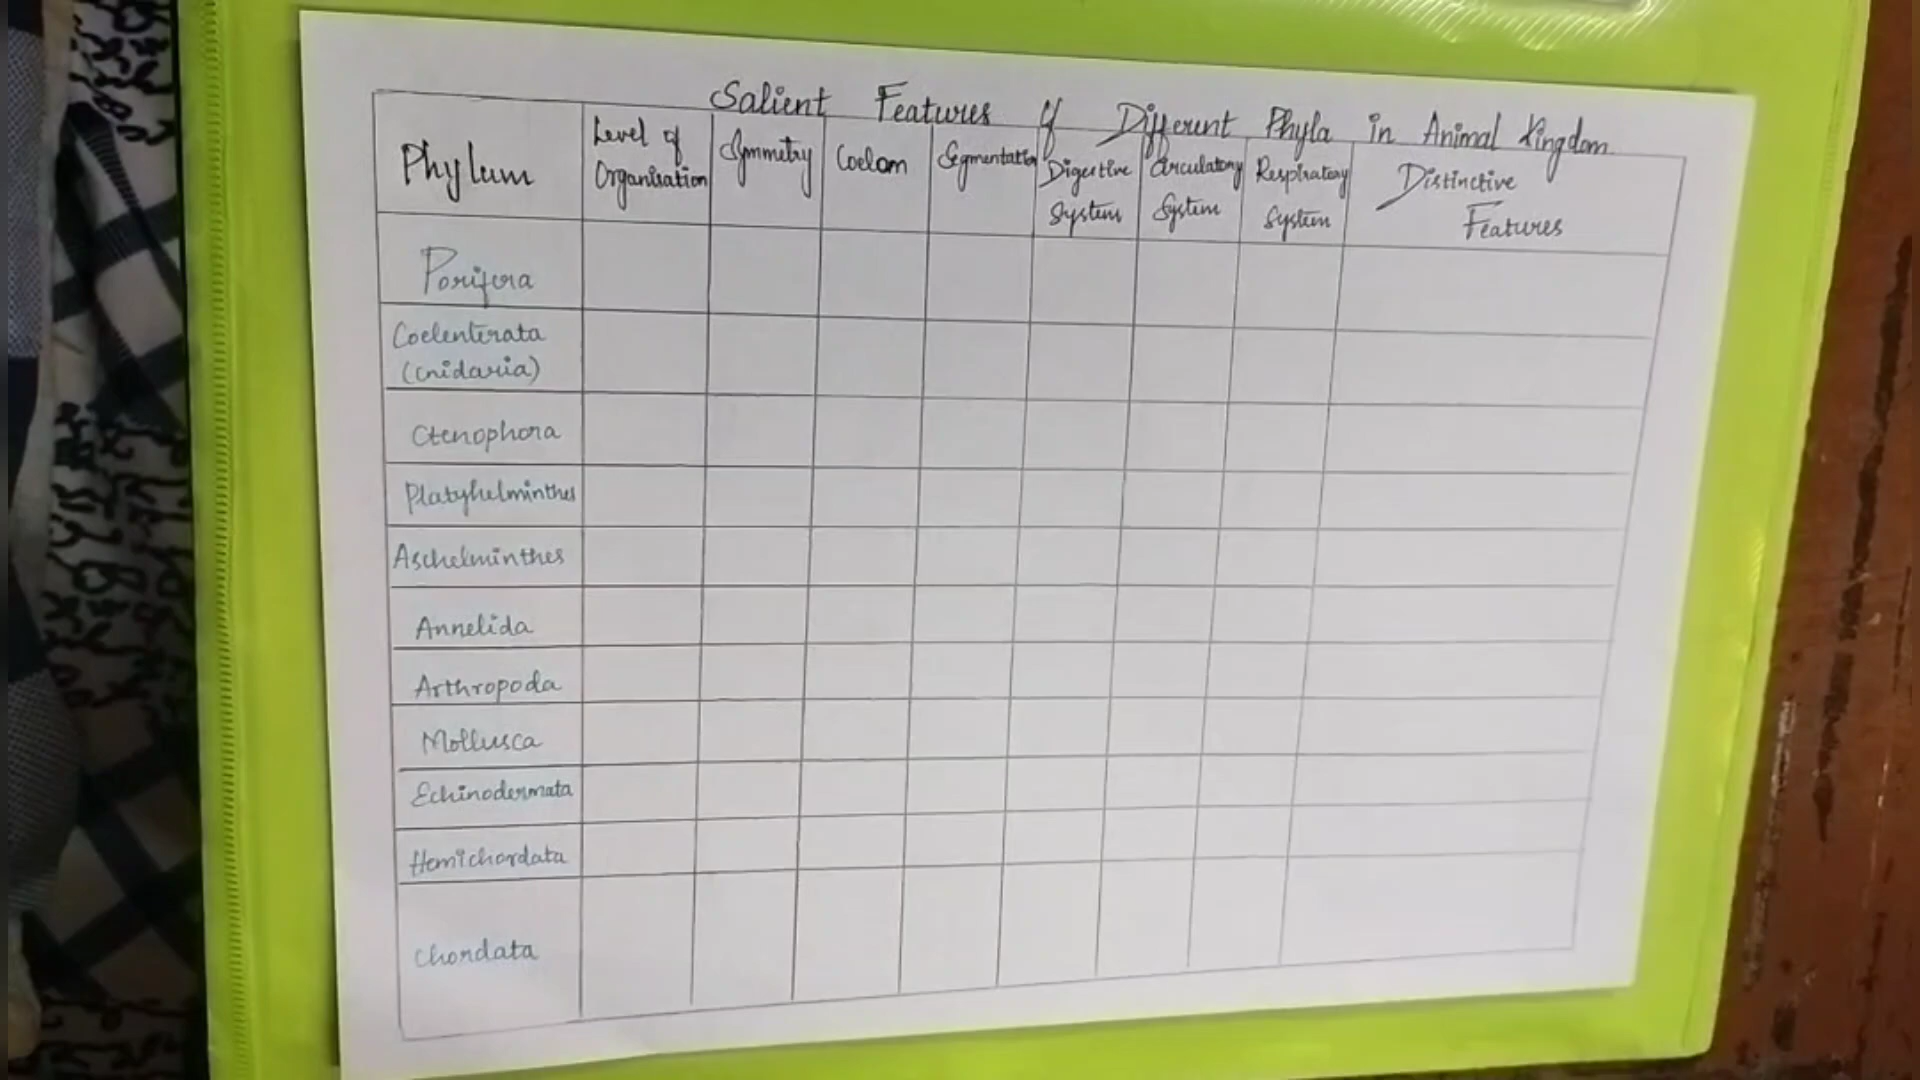 Salient Features of Different Phyla in Animal Kingdom
Phylum
Level of
Organisation
Symmetry
Coelom
Segmentation
Digestive
System
Circulatory
System
Respiratory
System
Distinctive
Features
Porifera
Coelenterata
(Cnidaria)
Ctenophora
Platyhelminthes
Aschelminthes
Annelida
Arthropoda
Mollusca
Echinodermata
Hemichordata
Chordata